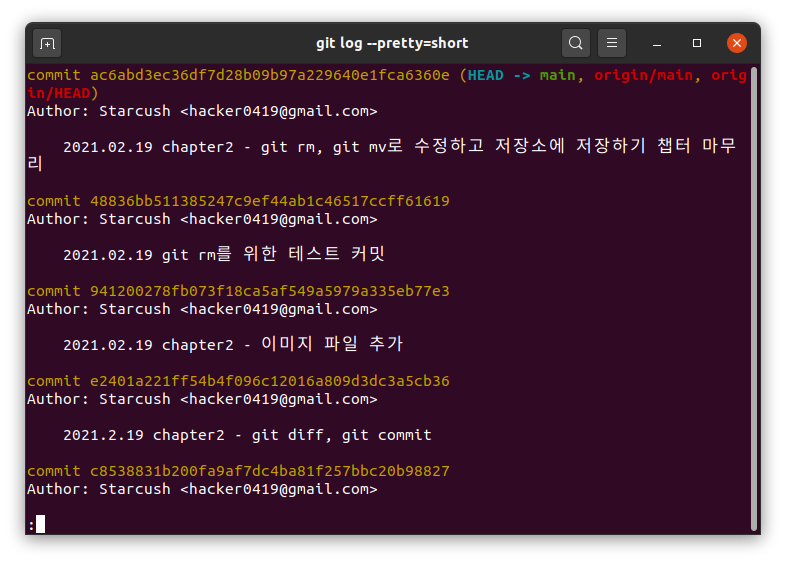 git log --pretty=short
commit ac6abd3ec36df7d28b09b97a229640e1fca6360e (HEAD -> main, origin/main, orig
in/HEAD)
Author: Starcush <hacker0419@gmail.com>
2021.02.19 chapter2 - git rm, git mv로 수정하고 저장소에 저장하기 챕터 마무
리
commit 48836bb511385247c9ef44ab1c46517ccff61619
Author: Starcush <hacker0419@gmail.com>
2021.02.19 git rm를 위한 테스트 커밋
commit 941200278fb073f18ca5af549a5979a335eb77e3
Author: Starcush <hacker0419@gmail.com>
2021.02.19 chapter2 - 이미지 파일 추가
commit e2401a221ff54b4f096c12016a809d3dc3a5cb36
Author: Starcush <hacker0419@gmail.com>
2021.2.19 chapter2 - git diff, git commit
commit c8538831b200fa9af7dc4ba81f257bbc20b98827
Author: Starcush <hacker0419@gmail.com>
: